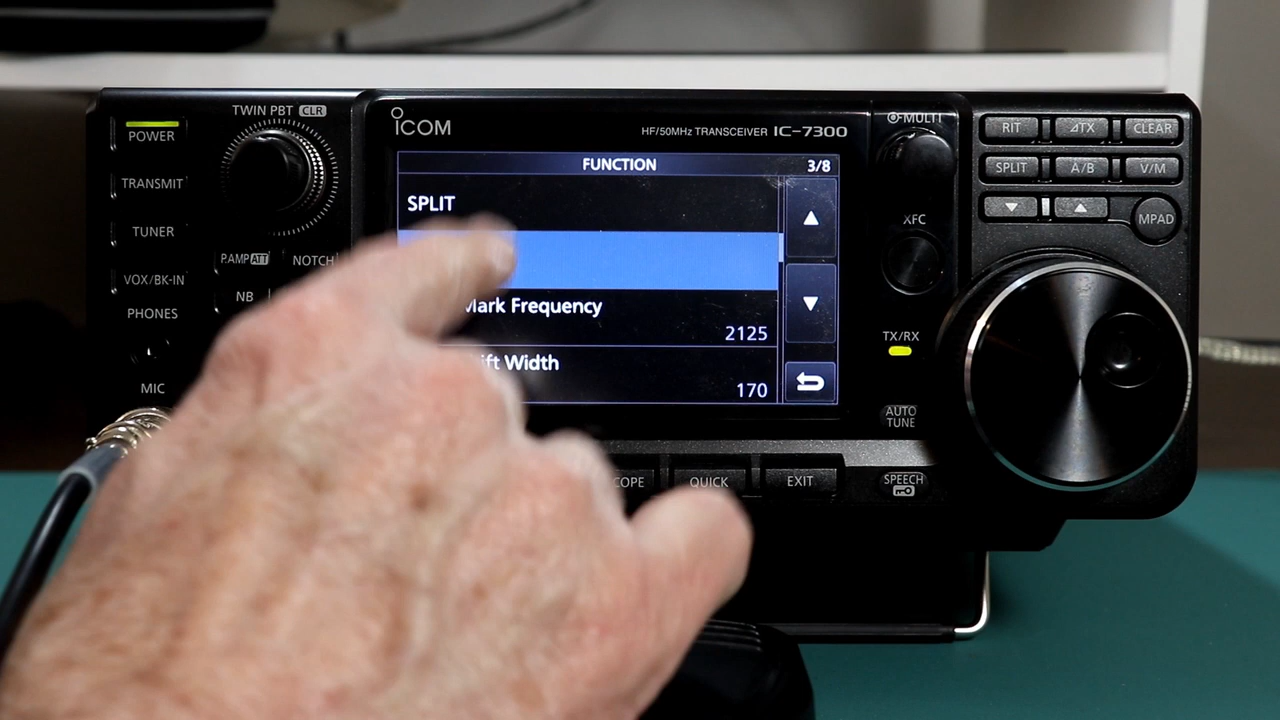 TWIN PBT CLR
POWER
TRANSMIT
TUNER
VOX/BK-IN
PHONES
MIC
P.AMP ATT
NOTCH
NB
ICOM
HF/50MHz TRANSCEIVER IC-7300
FUNCTION 3/8
SPLIT
Mark Frequency
2125
ft Width
170
OPE
QUICK
EXIT
MULTI
XFC
TX/RX
AUTO
TUNE
SPEECH
RIT ⊿TX CLEAR
SPLIT A/B V/M
MPAD